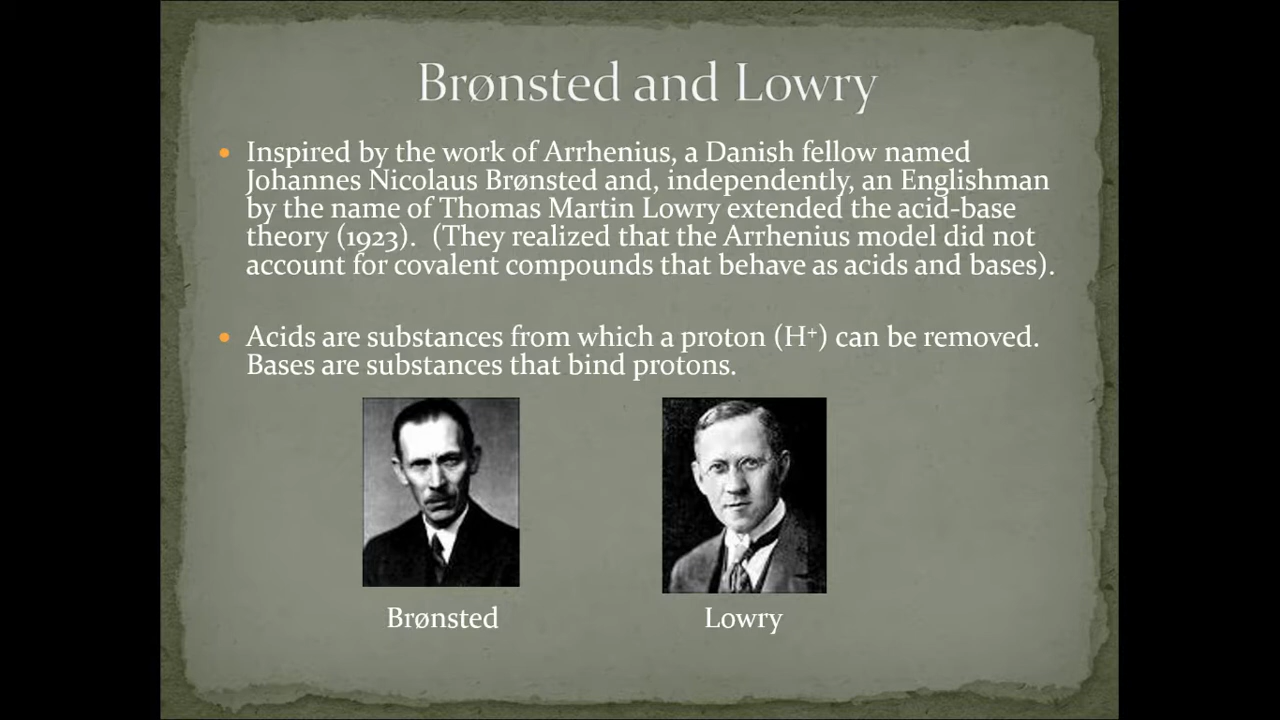 Brønsted and Lowry
• Inspired by the work of Arrhenius, a Danish fellow named
Johannes Nicolaus Brønsted and, independently, an Englishman
by the name of Thomas Martin Lowry extended the acid-base
theory (1923).  (They realized that the Arrhenius model did not
account for covalent compounds that behave as acids and bases).
• Acids are substances from which a proton (H⁺) can be removed.
Bases are substances that bind protons.
Brønsted
Lowry